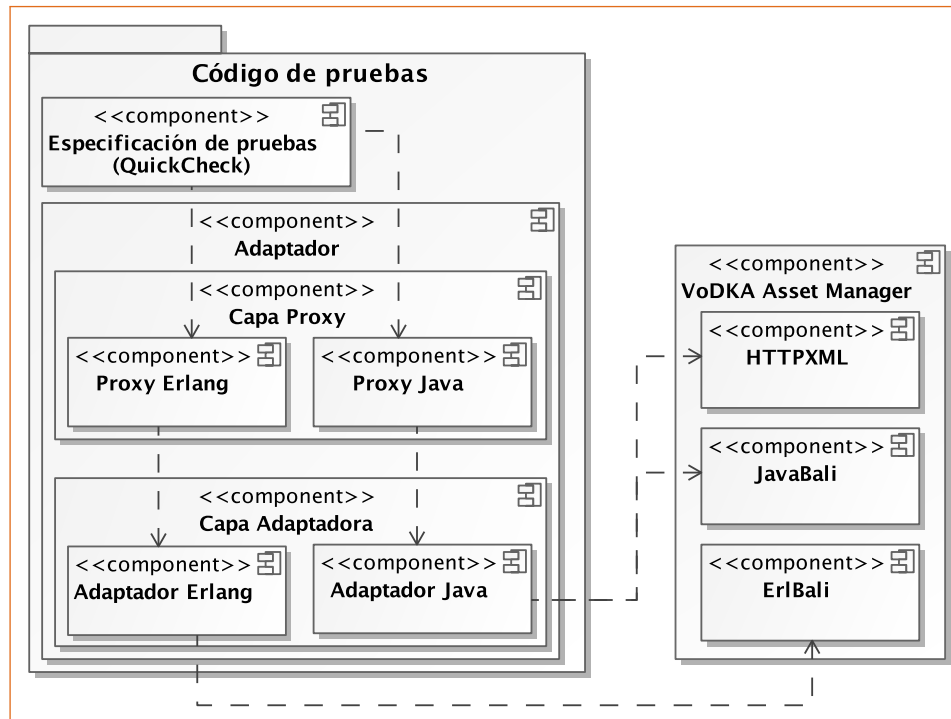 Código de pruebas
<<component>>
Especificación de pruebas
(QuickCheck)
<<component>>
Adaptador
<<component>>
Capa Proxy
<<component>>
Proxy Erlang
<<component>>
Proxy Java
<<component>>
Capa Adaptadora
<<component>>
Adaptador Erlang
<<component>>
Adaptador Java
<<component>>
VoDKA Asset Manager
<<component>>
HTTPXML
<<component>>
JavaBali
<<component>>
ErlBali